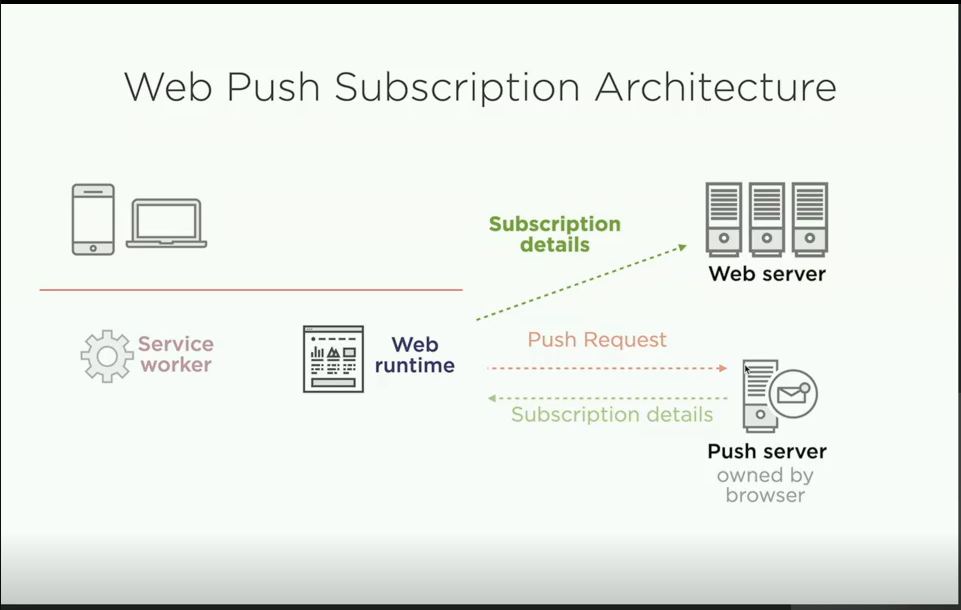 Web Push Subscription Architecture
Subscription
details
Web server
Service
worker
Web
runtime
Push Request
Subscription details
Push server
owned by
browser